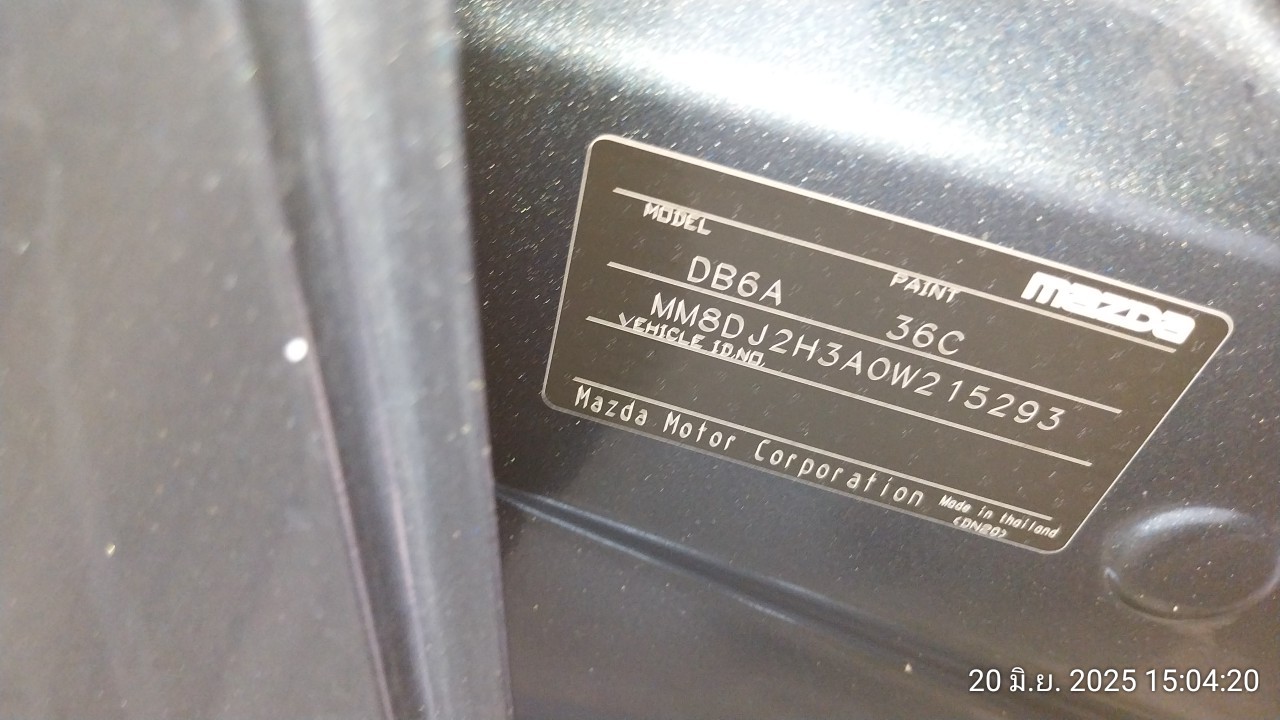 MODEL
PAINT
mazda
DB6A
36C
MM8DJ2H3A0W215293
VEHICLE ID.NO.
Mazda Motor Corporation
Made in thailand
(DN20)
20 มิ.ย. 2025 15:04:20